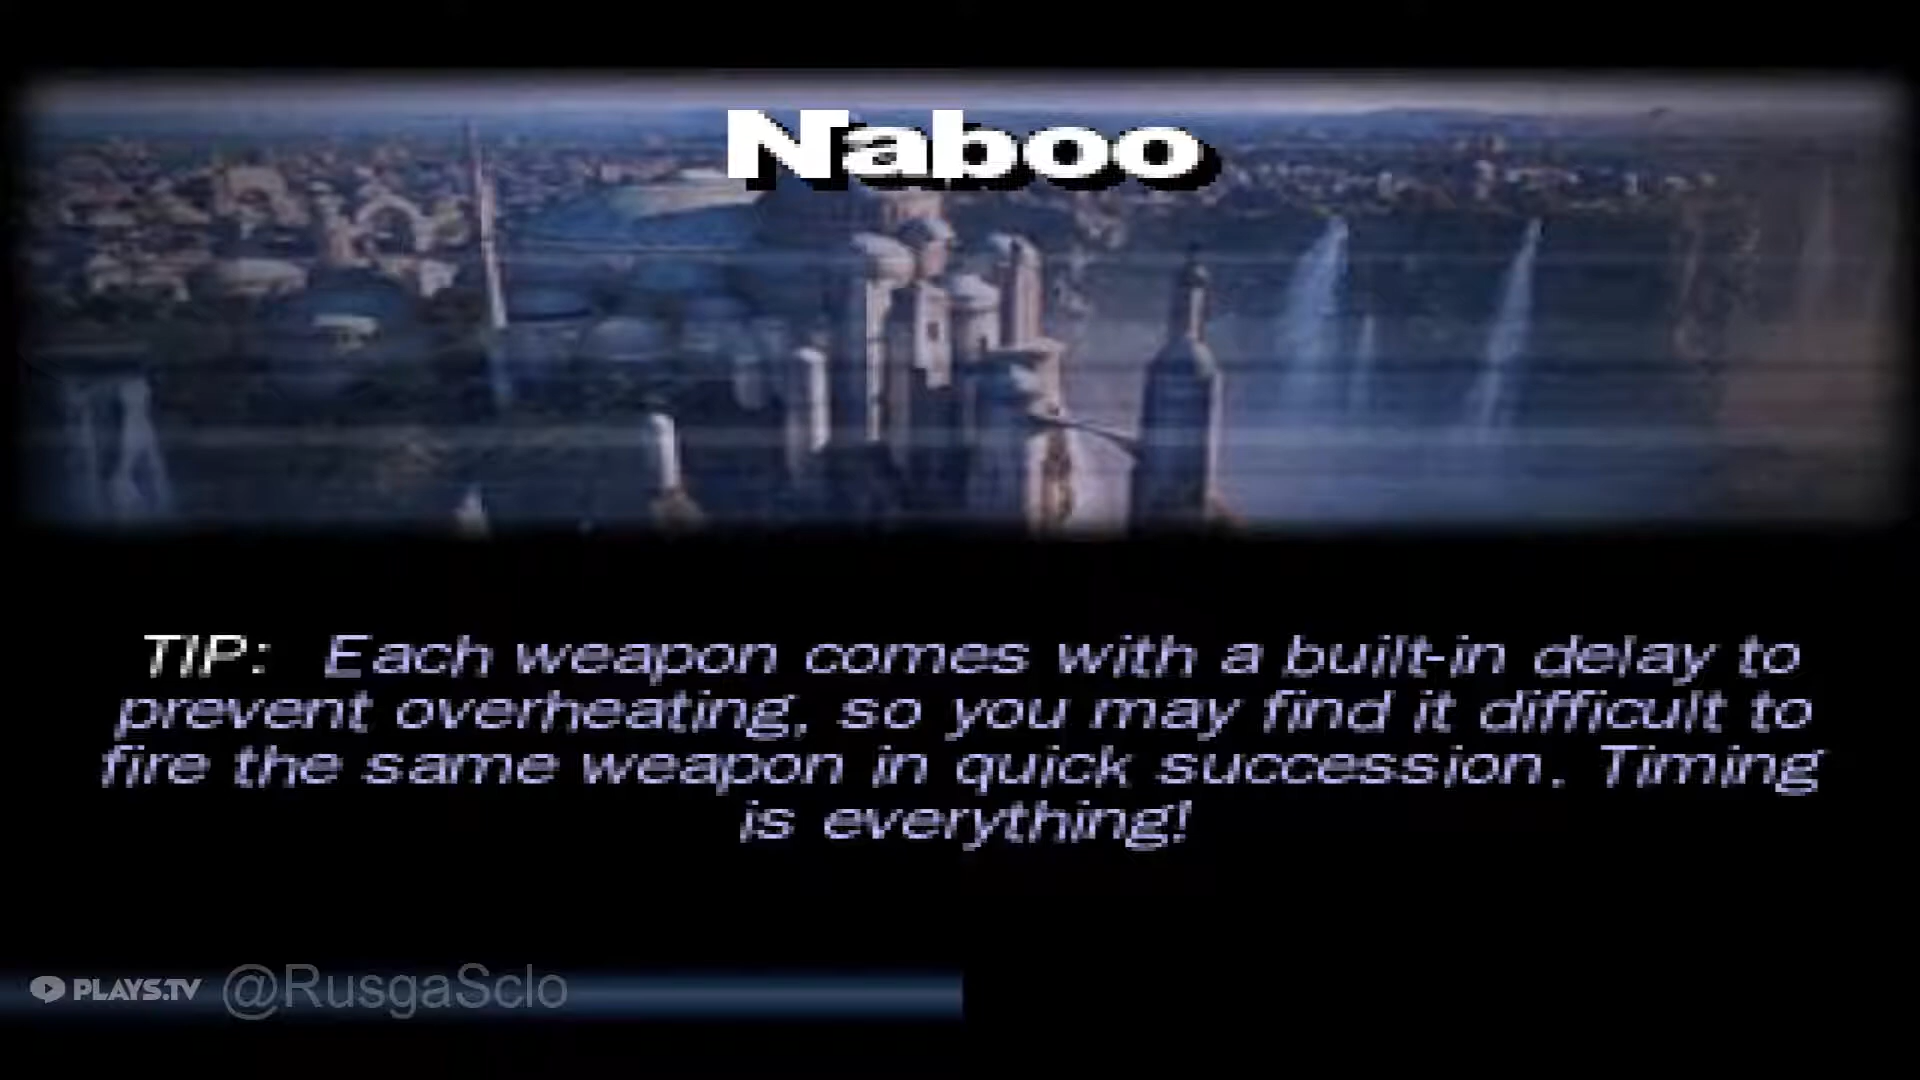 Naboo
TIP: Each weapon comes with a built-in delay to
prevent overheating, so you may find it difficult to
fire the same weapon in quick succession. Timing
is everything!
PLAYS.TV @RusgaSclo